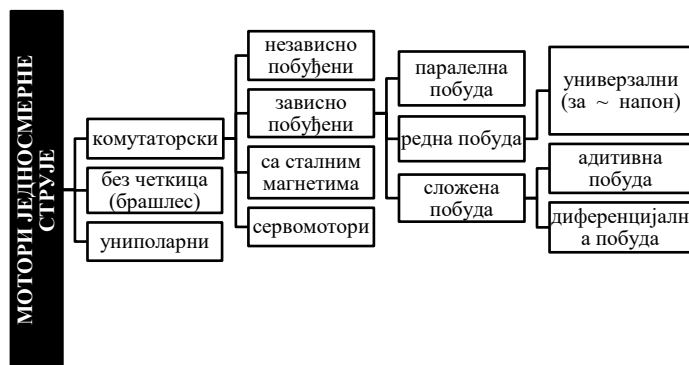 МОТОРИ ЈЕДНОСМЕРНЕ
СТРУЈЕ
комутаторски
без четкица
(брашлес)
униполарни
независно
побуђени
зависно
побуђени
са сталним
магнетима
сервомотори
паралелна
побуда
редна побуда
сложена
побуда
универзални
(за ~ напон)
адитивна
побуда
диференцијалн
а побуда